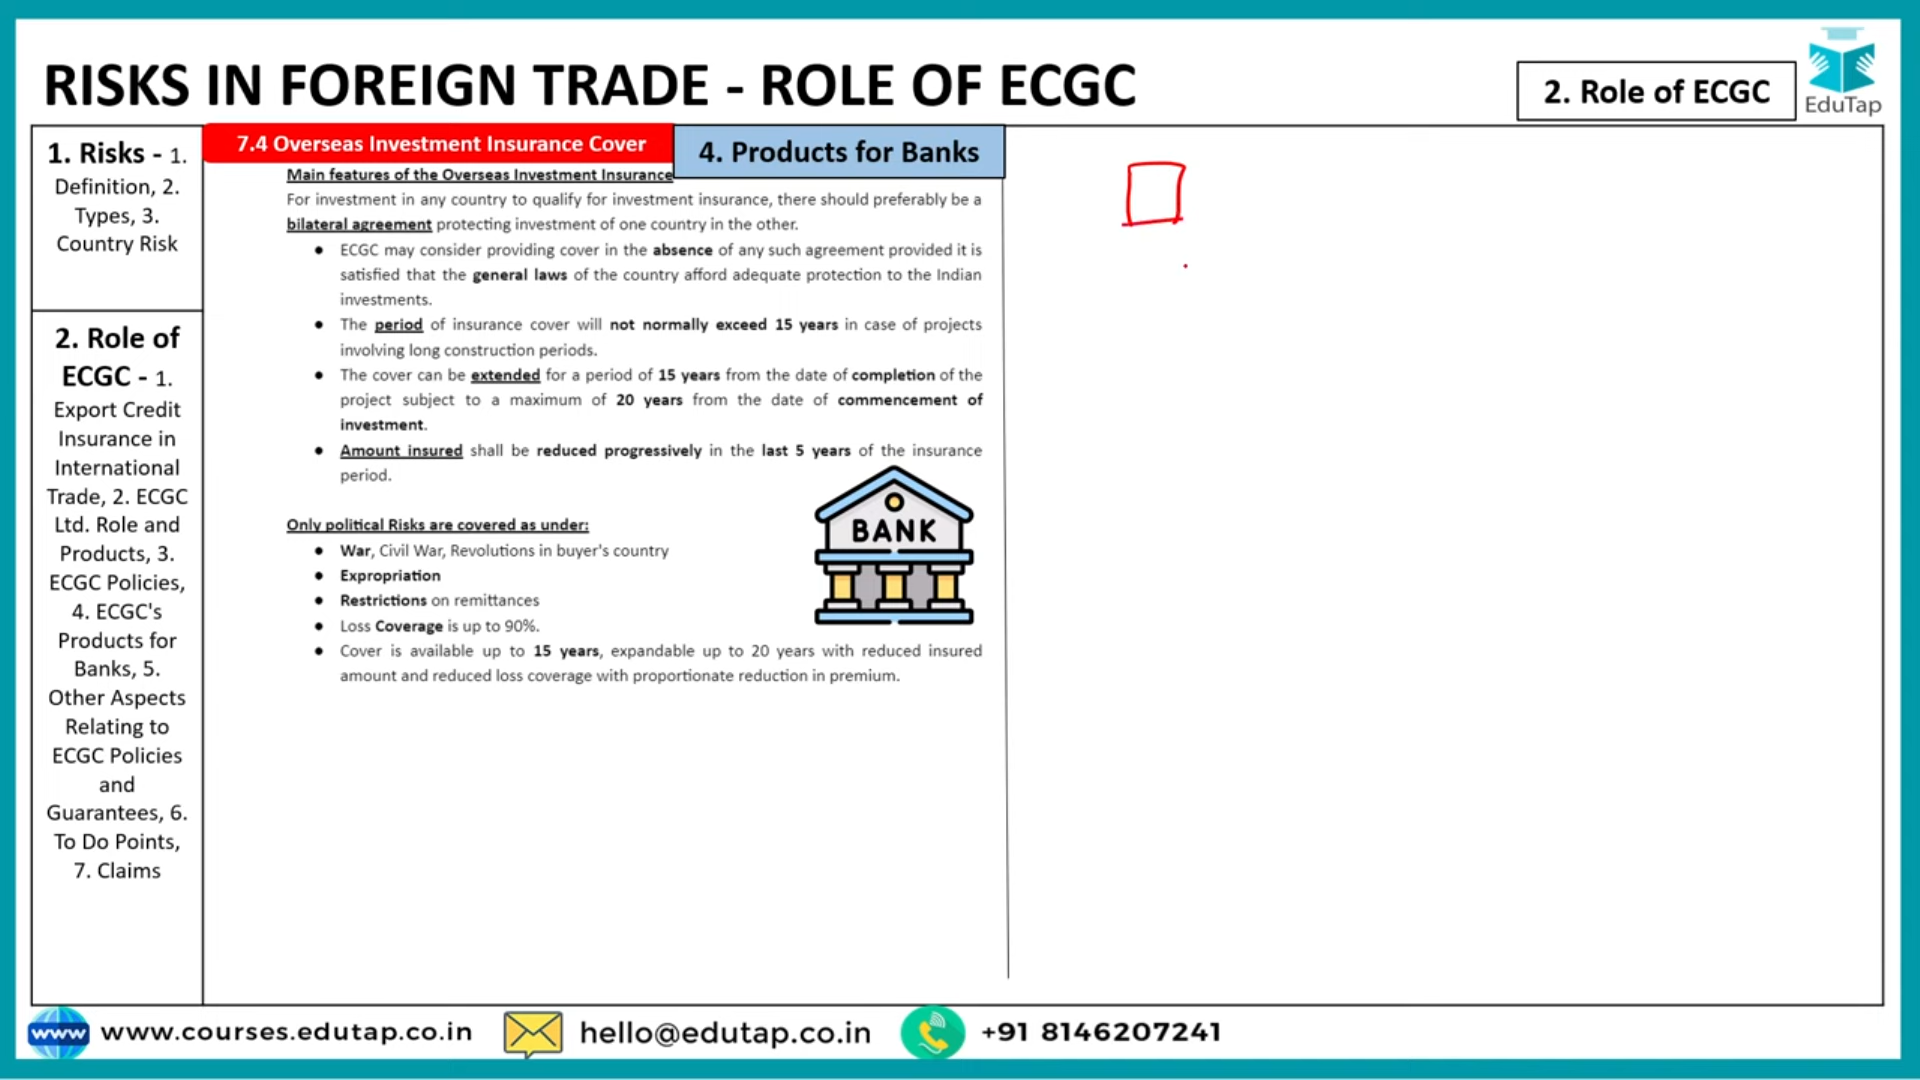 RISKS IN FOREIGN TRADE - ROLE OF ECGC
2. Role of ECGC
EduTap
1. Risks - 1.
Definition, 2.
Types, 3.
Country Risk
2. Role of
ECGC - 1.
Export Credit
Insurance in
International
Trade, 2. ECGC
Ltd. Role and
Products, 3.
ECGC Policies,
4. ECGC's
Products for
Banks, 5.
Other Aspects
Relating to
ECGC Policies
and
Guarantees, 6.
To Do Points,
7. Claims
7.4 Overseas Investment Insurance Cover
4. Products for Banks
Main features of the Overseas Investment Insurance
For investment in any country to qualify for investment insurance, there should preferably be a
bilateral agreement protecting investment of one country in the other.
● ECGC may consider providing cover in the absence of any such agreement provided it is
satisfied that the general laws of the country afford adequate protection to the Indian
investments.
● The period of insurance cover will not normally exceed 15 years in case of projects
involving long construction periods.
● The cover can be extended for a period of 15 years from the date of completion of the
project subject to a maximum of 20 years from the date of commencement of
investment.
● Amount insured shall be reduced progressively in the last 5 years of the insurance
period.
Only political Risks are covered as under:
● War, Civil War, Revolutions in buyer's country
● Expropriation
● Restrictions on remittances
● Loss Coverage is up to 90%.
● Cover is available up to 15 years, expandable up to 20 years with reduced insured
amount and reduced loss coverage with proportionate reduction in premium.
BANK
www www.courses.edutap.co.in
hello@edutap.co.in
+91 8146207241